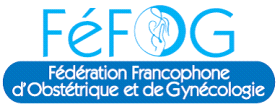 FéFOG
Fédération Francophone
d'Obstétrique et de Gynécologie